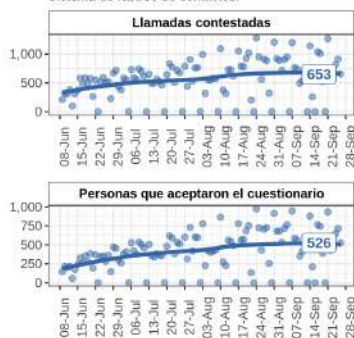 Llamadas contestadas
1,000
500
0
653
08-Jun
15-Jun
22-Jun
29-Jun
06-Jul
13-Jul
20-Jul
27-Jul
03-Aug
10-Aug
17-Aug
24-Aug
31-Aug
07-Sep
14-Sep
21-Sep
28-Sep
Personas que aceptaron el cuestionario
1,000
750
500
250
0
526
08-Jun
15-Jun
22-Jun
29-Jun
06-Jul
13-Jul
20-Jul
27-Jul
03-Aug
10-Aug
17-Aug
24-Aug
31-Aug
07-Sep
14-Sep
21-Sep
28-Sep